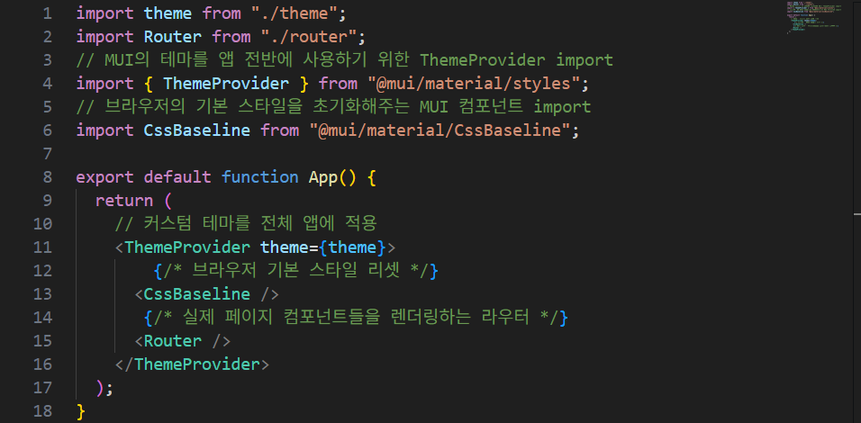 1 import theme from "./theme";
2 import Router from "./router";
3 // MUI의 테마를 앱 전반에 사용하기 위한 ThemeProvider import
4 import { ThemeProvider } from "@mui/material/styles";
5 // 브라우저의 기본 스타일을 초기화해주는 MUI 컴포넌트 import
6 import CssBaseline from "@mui/material/CssBaseline";
7
8 export default function App() {
9 return (
10 // 커스텀 테마를 전체 앱에 적용
11 <ThemeProvider theme={theme}>
12 {/* 브라우저 기본 스타일 리셋 */}
13 <CssBaseline />
14 {/* 실제 페이지 컴포넌트들을 렌더링하는 라우터 */}
15 <Router />
16 </ThemeProvider>
17 );
18 }